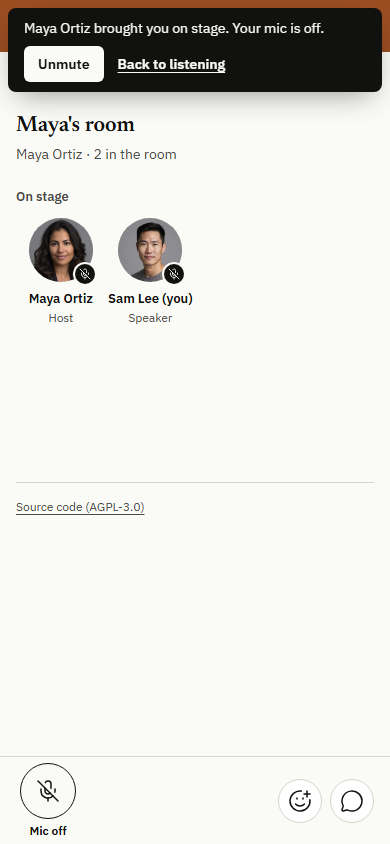 Maya Ortiz brought you on stage. Your mic is off.
Unmute
Back to listening
Maya's room
Maya Ortiz · 2 in the room
On stage
Maya Ortiz
Host
Sam Lee (you)
Speaker
Source code (AGPL-3.0)
Mic off